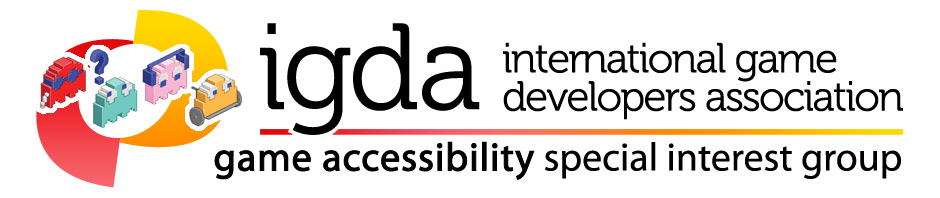 igda
international game
developers association
game accessibility special interest group
?